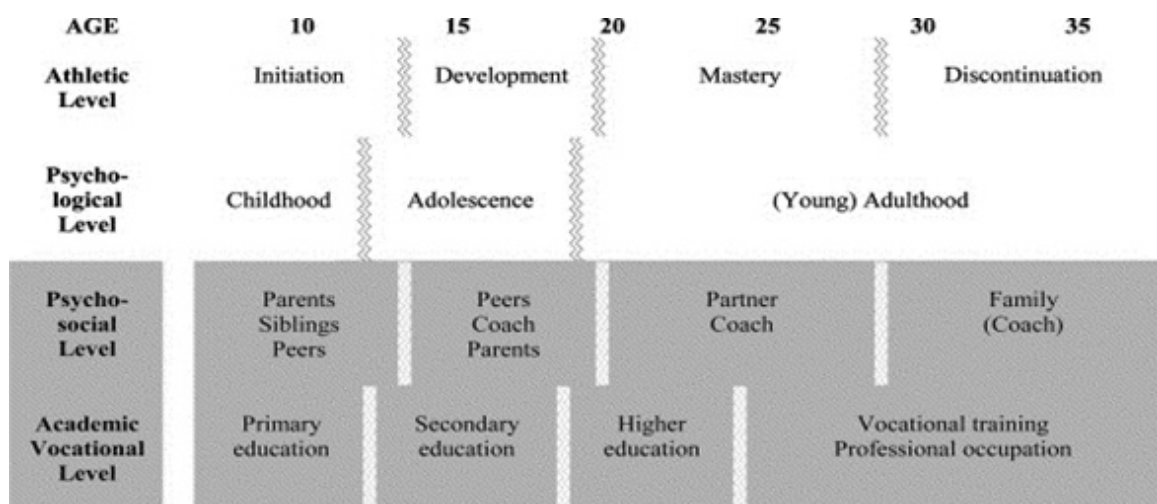 AGE 10 15 20 25 30 35
Athletic
Level
Initiation Development Mastery Discontinuation
Psycho-
logical
Level
Childhood Adolescence (Young) Adulthood
Psycho-
social
Level
Parents
Siblings
Peers
Peers
Coach
Parents
Partner
Coach
Family
(Coach)
Academic
Vocational
Level
Primary
education
Secondary
education
Higher
education
Vocational training
Professional occupation